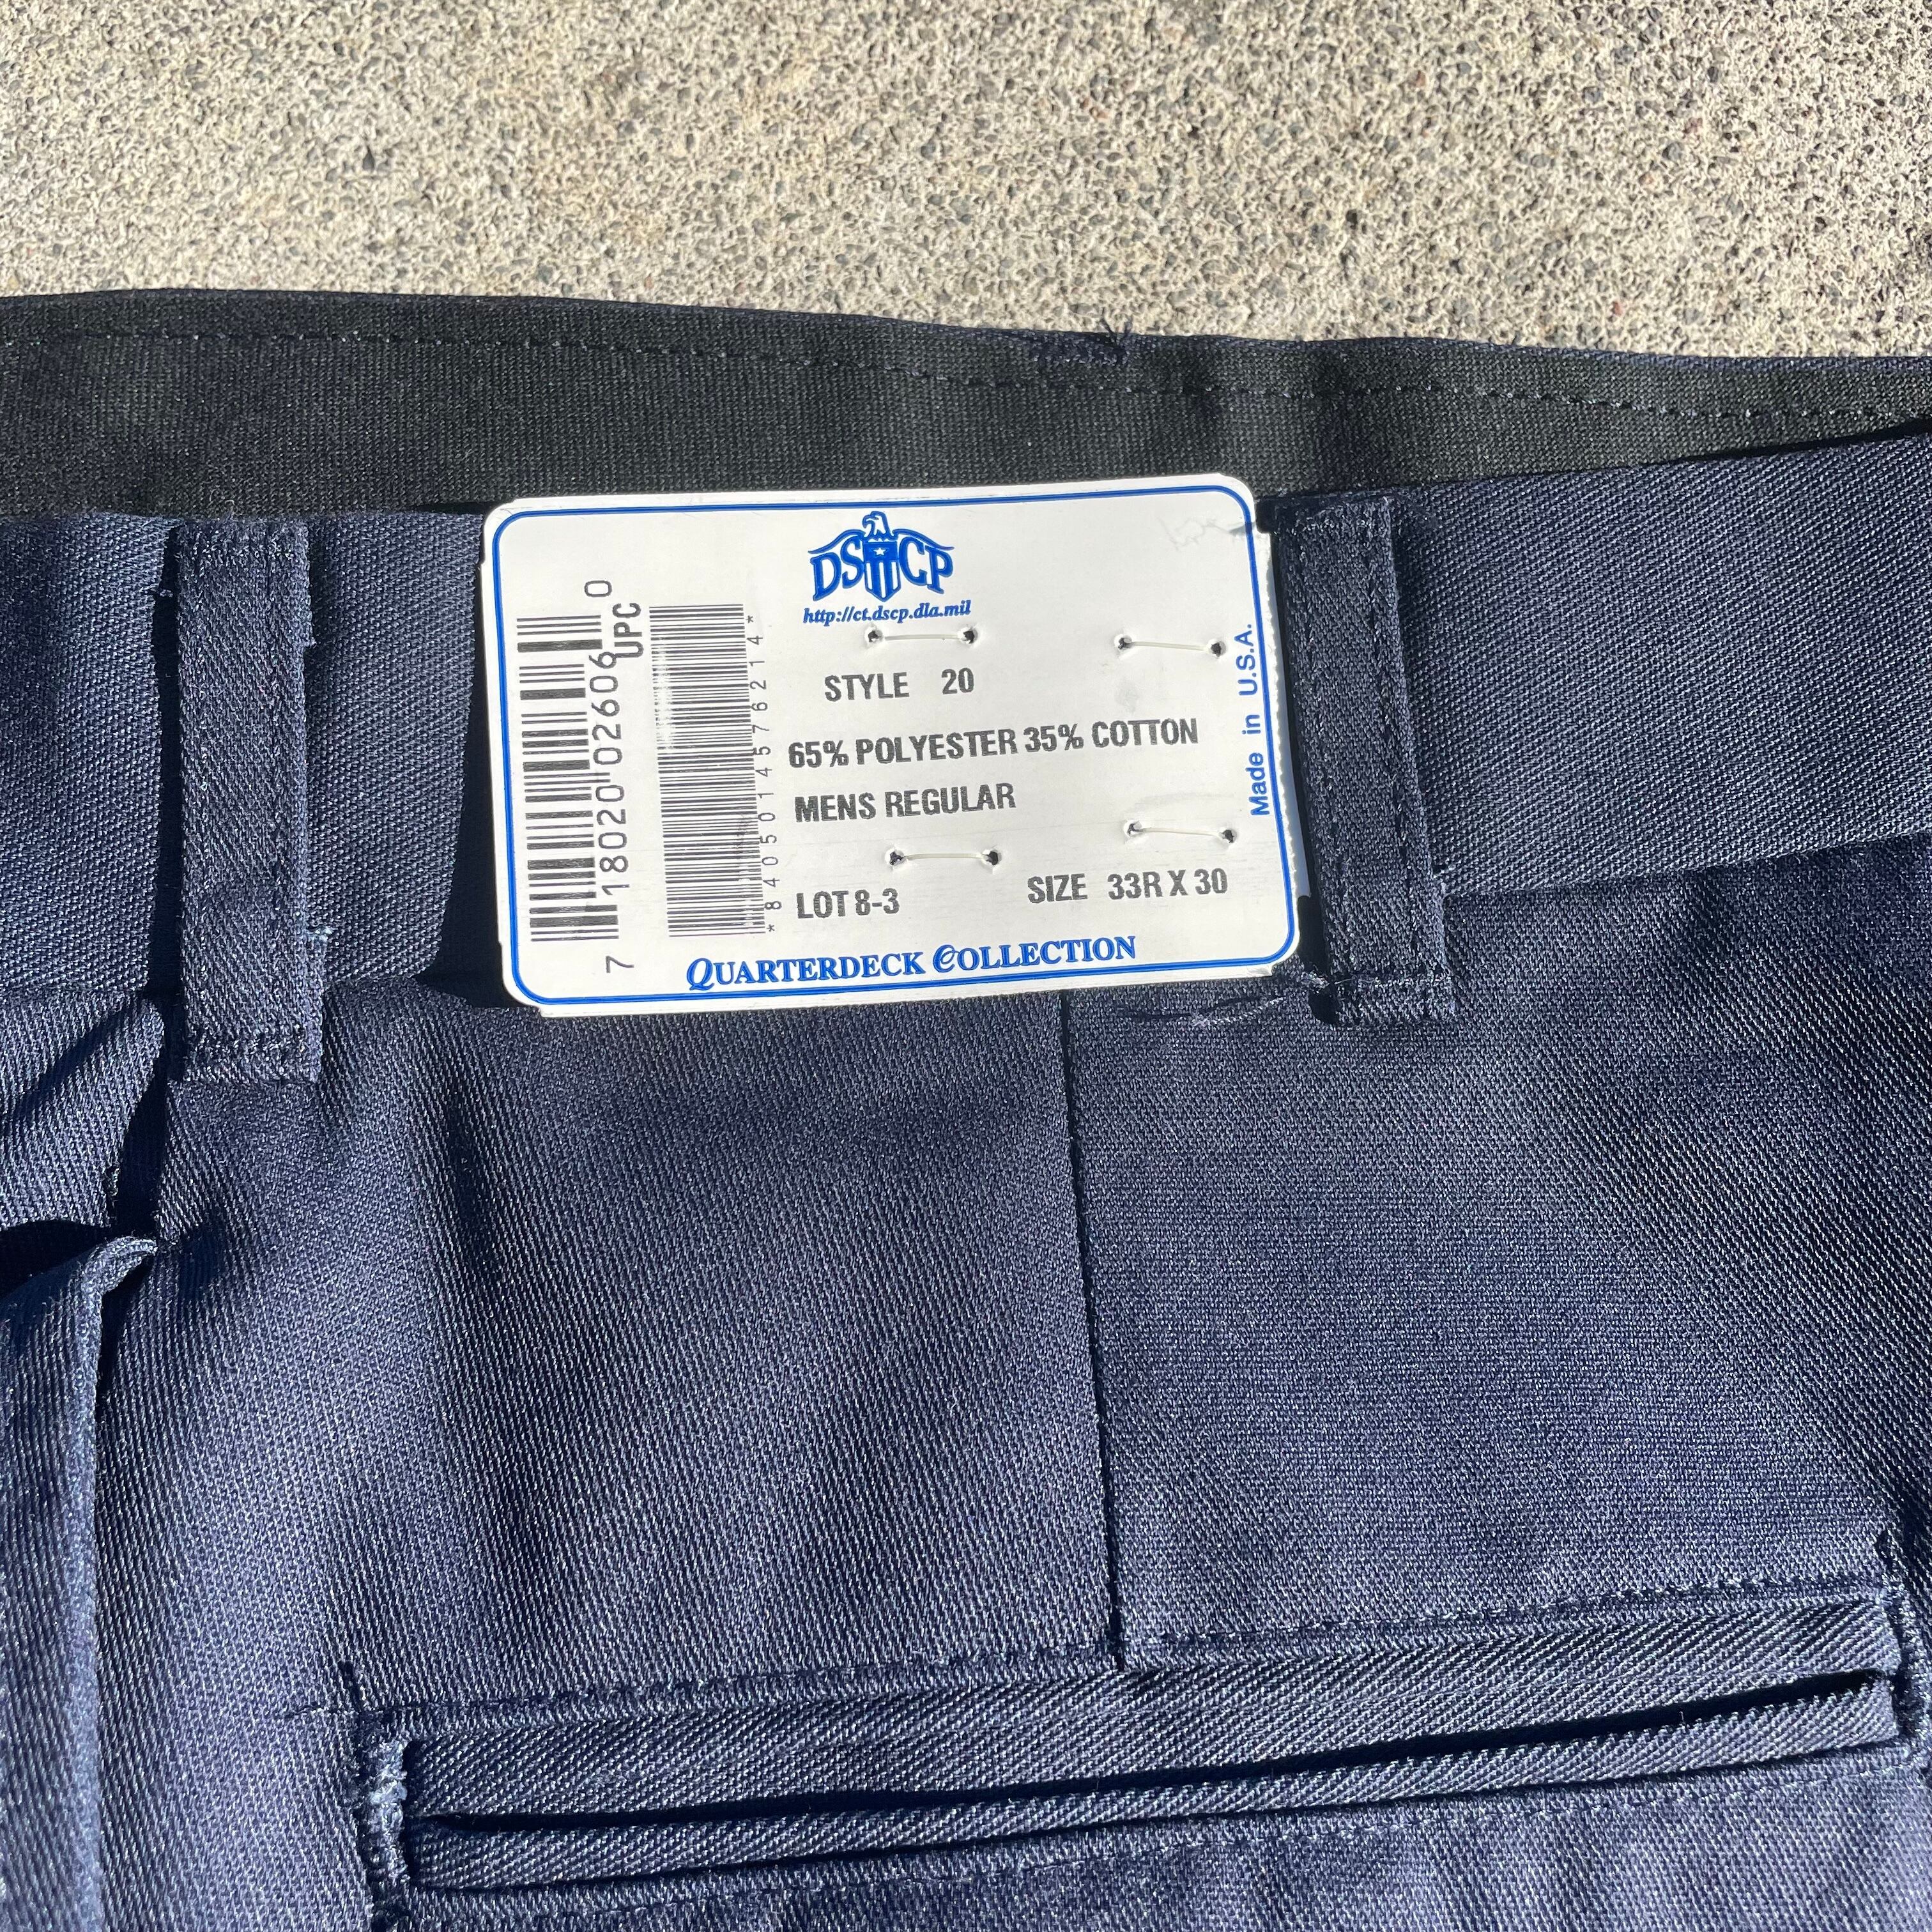 DSCP
http://ct.dscp.dla.mil
STYLE 20
65% POLYESTER 35% COTTON
MENS REGULAR
LOT 8-3
SIZE 33R X 30
QUARTERDECK COLLECTION
Made in U.S.A.
UPC
7 18020 02606 0
*8405014576214*